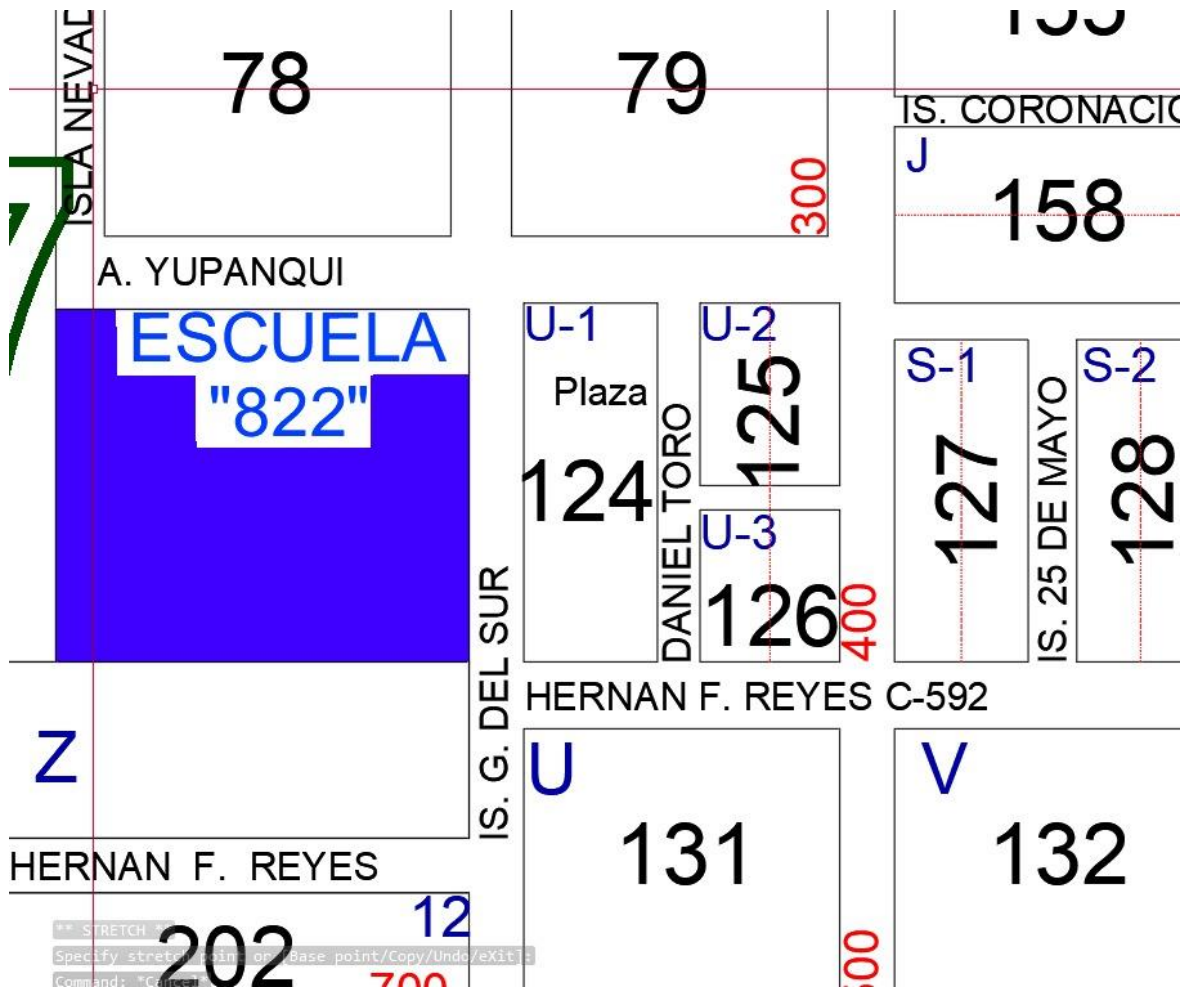 ISLA NEVAD
78
79
300
IS. CORONACIO
J
158
A. YUPANQUI
ESCUELA
"822"
U-1
Plaza
124
DANIEL TORO
U-2
125
U-3
126
400
S-1
127
IS. 25 DE MAYO
S-2
128
IS. G. DEL SUR
HERNAN F. REYES C-592
Z
U
131
V
132
HERNAN F. REYES
12
202
700
** STRETCH **
Specify stretch point or [Base point/Copy/Undo/eXit]:
Command: *Cancel*